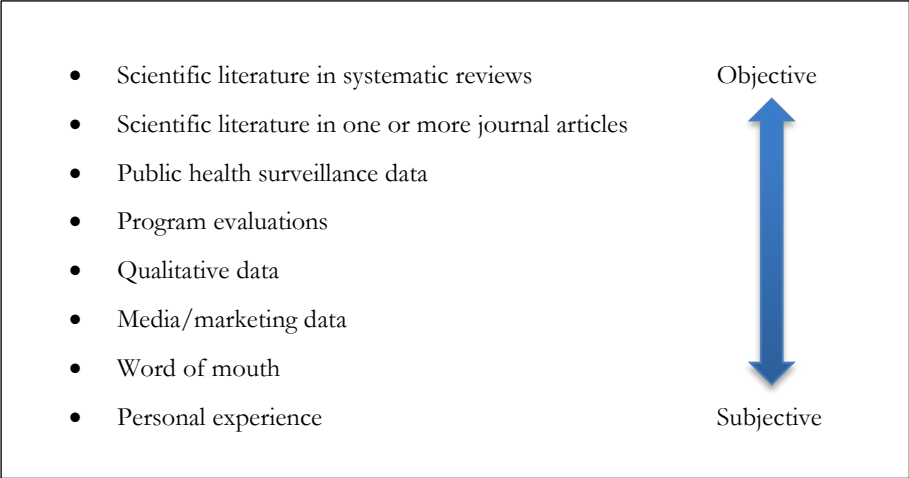 • Scientific literature in systematic reviews Objective
• Scientific literature in one or more journal articles
• Public health surveillance data
• Program evaluations
• Qualitative data
• Media/marketing data
• Word of mouth
• Personal experience Subjective